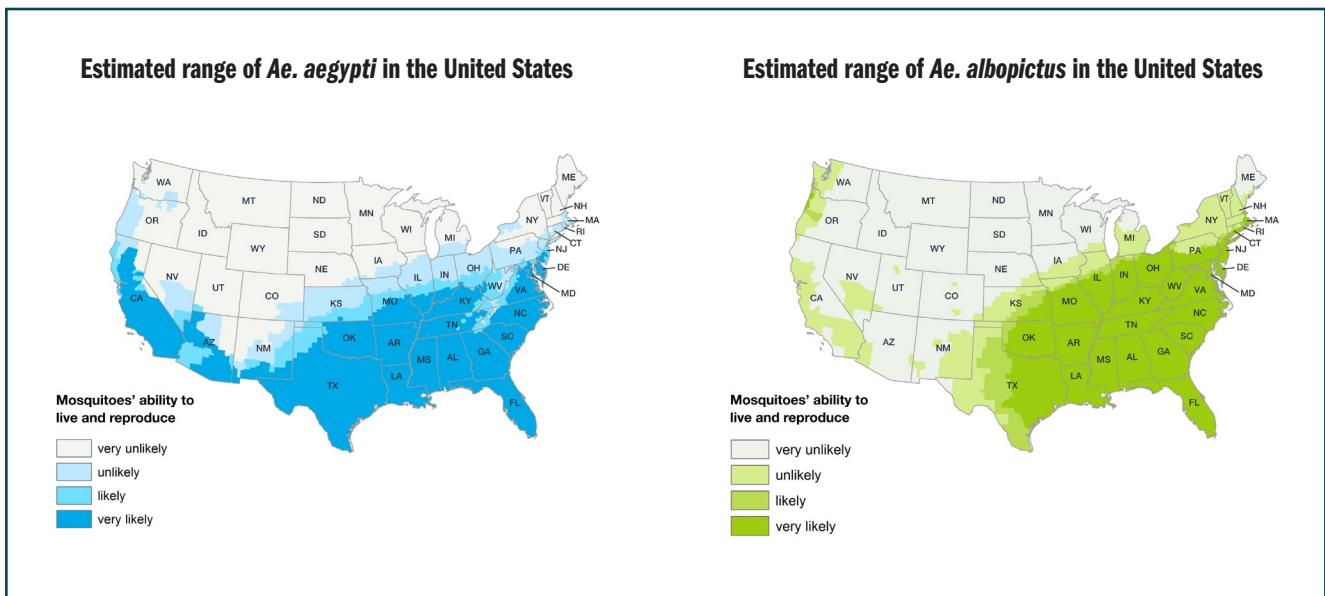 Estimated range of Ae. aegypti in the United States
WA
OR
CA
NV
ID
MT
WY
UT
AZ
CO
NM
ND
SD
NE
KS
OK
TX
MN
IA
MO
AR
LA
WI
IL
MS
MI
IN
KY
TN
AL
OH
WV
VA
NC
SC
GA
FL
PA
NY
VT
ME
NH
MA
RI
CT
NJ
DE
MD
Mosquitoes’ ability to
live and reproduce
very unlikely
unlikely
likely
very likely
Estimated range of Ae. albopictus in the United States
WA
OR
CA
NV
ID
MT
WY
UT
AZ
CO
NM
ND
SD
NE
KS
OK
TX
MN
IA
MO
AR
LA
WI
IL
MS
MI
IN
KY
TN
AL
OH
WV
VA
NC
SC
GA
FL
PA
NY
VT
ME
NH
MA
RI
CT
NJ
DE
MD
Mosquitoes’ ability to
live and reproduce
very unlikely
unlikely
likely
very likely